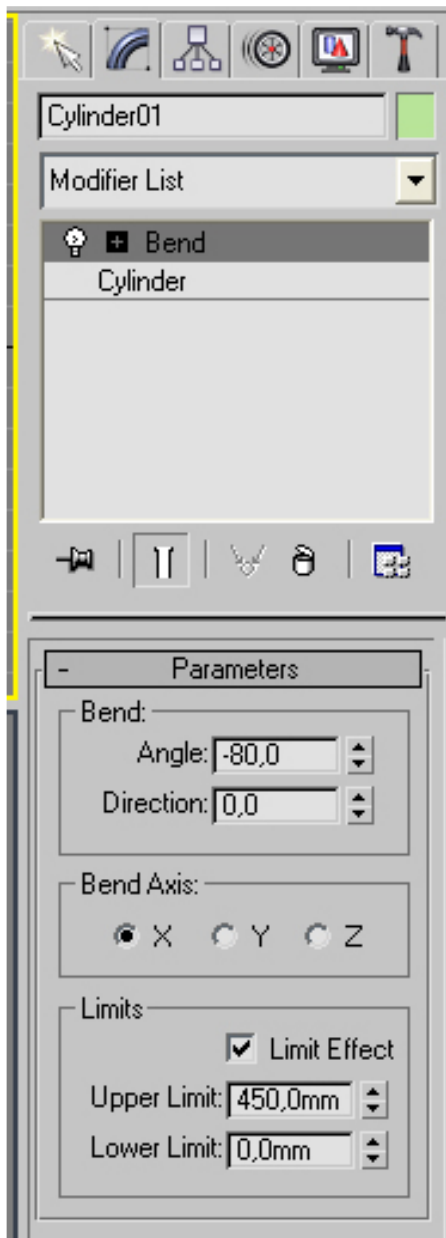 Cylinder01
Modifier List
Bend
Cylinder
- Parameters
Bend:
Angle: -80,0
Direction: 0,0
Bend Axis:
X Y Z
Limits
Limit Effect
Upper Limit: 450,0mm
Lower Limit: 0,0mm